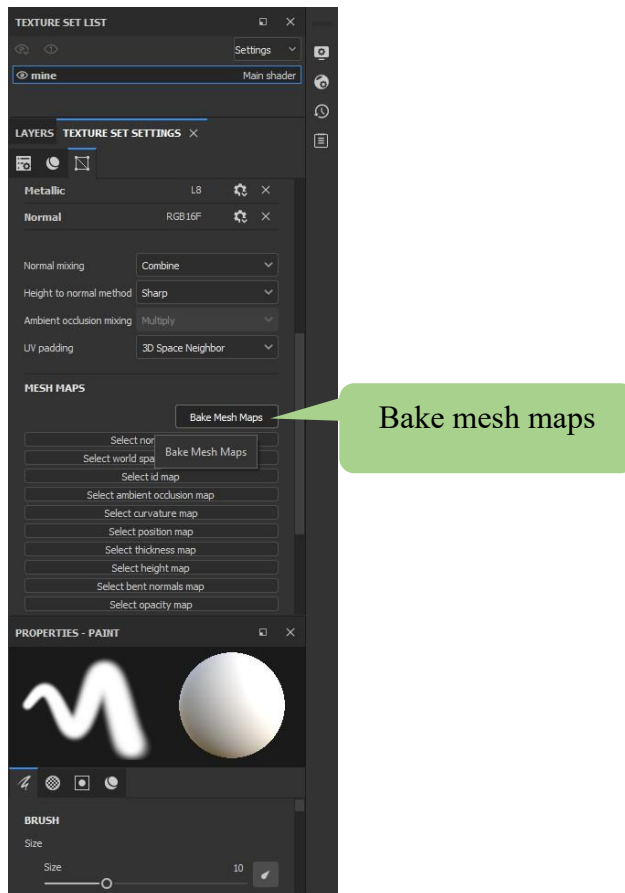 TEXTURE SET LIST
Settings
mine Main shader
LAYERS TEXTURE SET SETTINGS
Metallic L8
Normal RGB16F
Normal mixing Combine
Height to normal method Sharp
Ambient occlusion mixing Multiply
UV padding 3D Space Neighbor
MESH MAPS
Bake Mesh Maps
Bake mesh maps
Select
Bake Mesh Maps
Select world
Select id map
Select ambient occlusion map
Select curvature map
Select position map
Select thickness map
Select height map
Select bent normals map
Select opacity map
PROPERTIES - PAINT
BRUSH
Size
Size 10